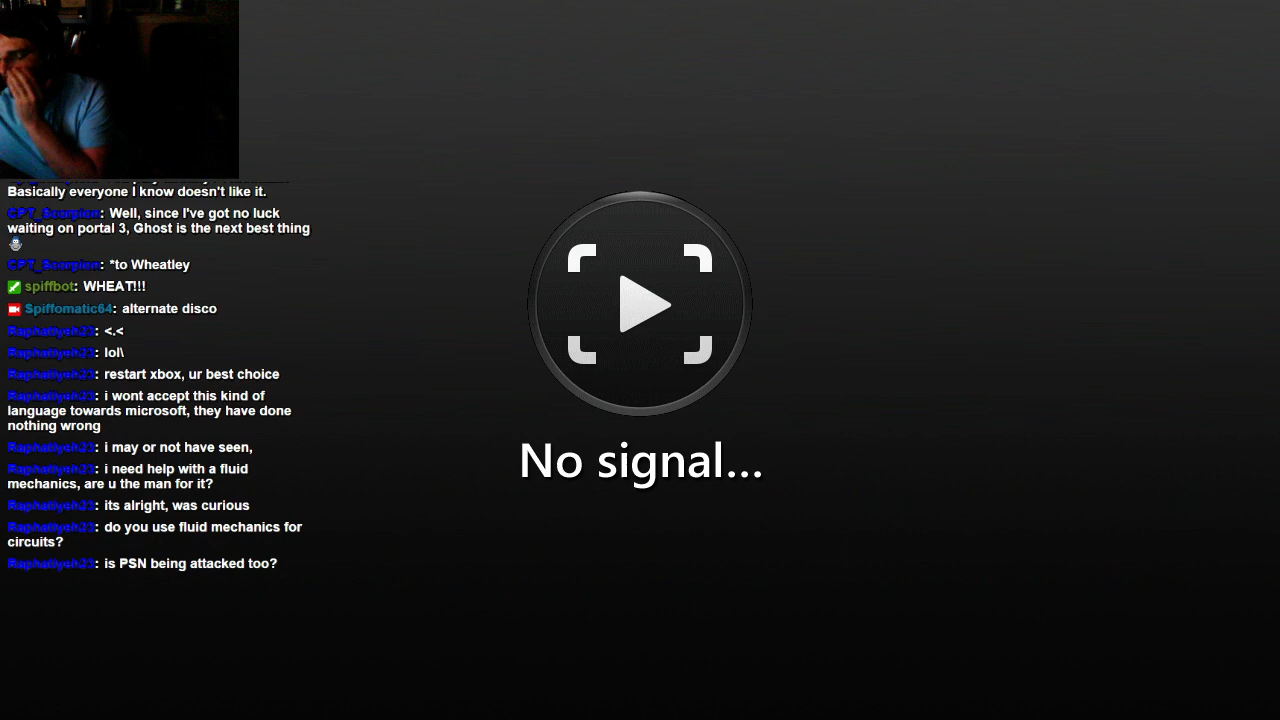 Basically everyone I know doesn't like it.
CPT_Scorpion: Well, since I've got no luck
waiting on portal 3, Ghost is the next best thing
CPT_Scorpion: *to Wheatley
spiffbot: WHEAT!!!
Spiffomatic64: alternate disco
: <.<
: lol\
: restart xbox, ur best choice
: i wont accept this kind of
language towards microsoft, they have done
nothing wrong
: i may or not have seen,
: i need help with a fluid
mechanics, are u the man for it?
: its alright, was curious
: do you use fluid mechanics for
circuits?
: is PSN being attacked too?
No signal...